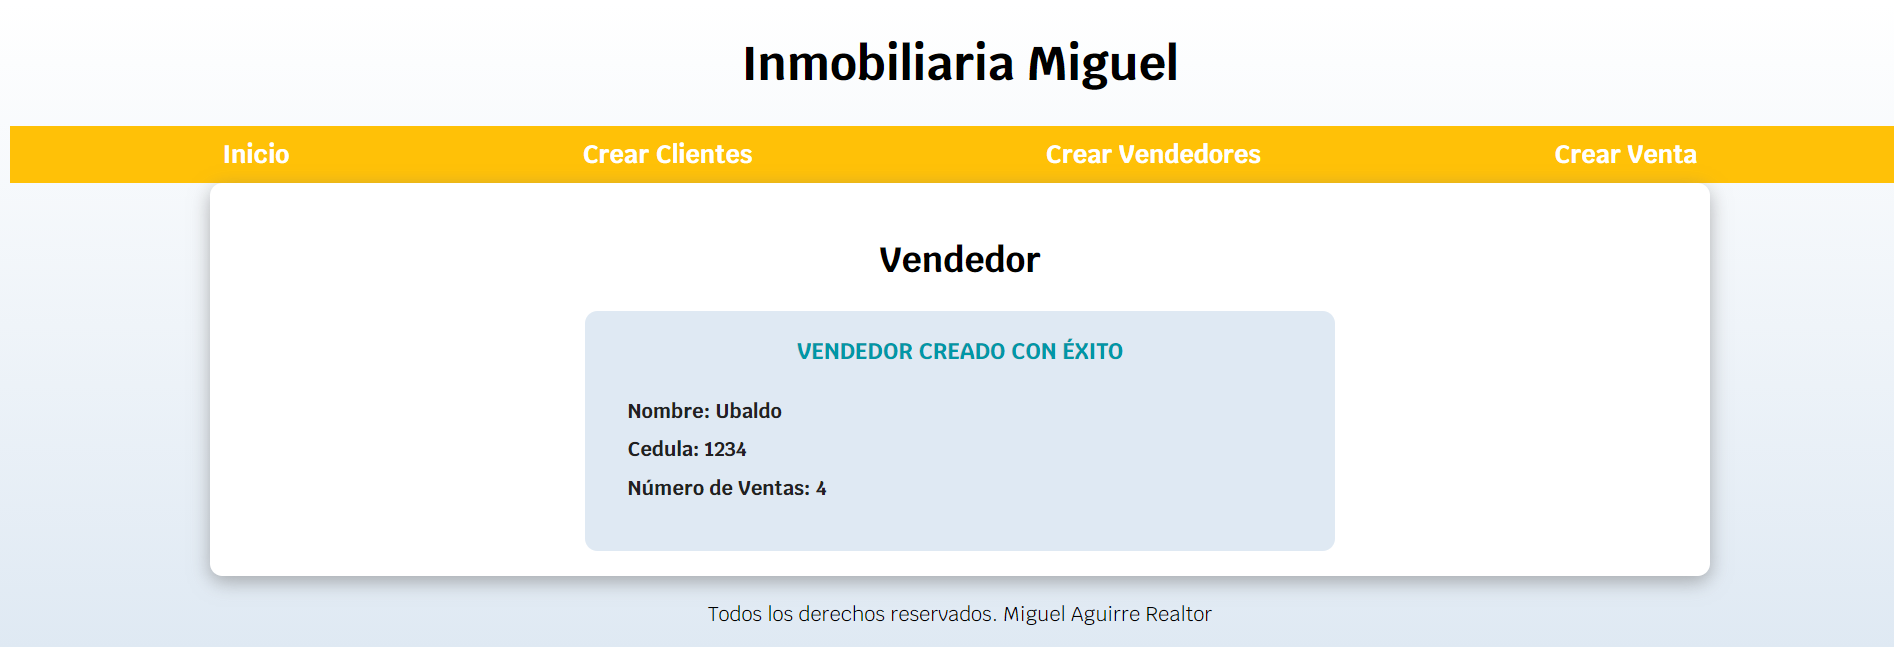 Inmobiliaria Miguel
Inicio Crear Clientes Crear Vendedores Crear Venta
Vendedor
VENDEDOR CREADO CON ÉXITO
Nombre: Ubaldo
Cedula: 1234
Número de Ventas: 4
Todos los derechos reservados. Miguel Aguirre Realtor